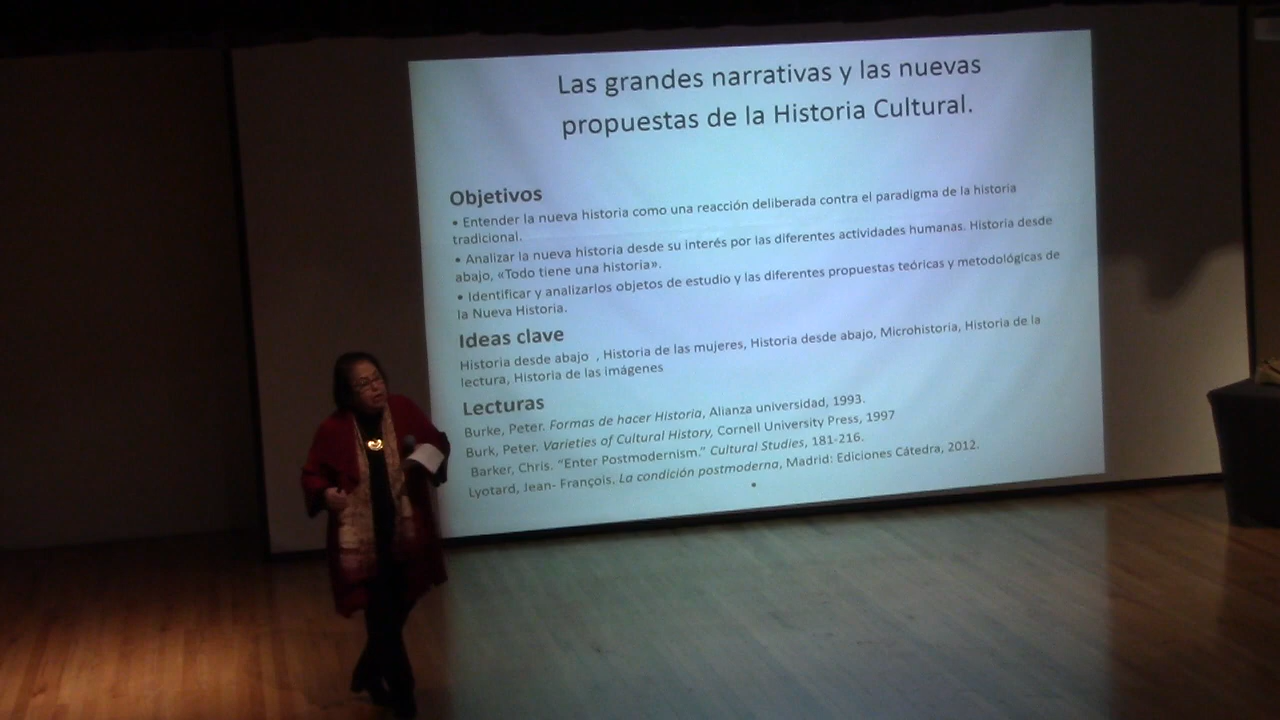 Las grandes narrativas y las nuevas
propuestas de la Historia Cultural.
Objetivos
• Entender la nueva historia como una reacción deliberada contra el paradigma de la historia
tradicional.
• Analizar la nueva historia desde su interés por las diferentes actividades humanas. Historia desde
abajo, «Todo tiene una historia».
• Identificar y analizarlos objetos de estudio y las diferentes propuestas teóricas y metodológicas de
la Nueva Historia.
Ideas clave
Historia desde abajo , Historia de las mujeres, Historia desde abajo, Microhistoria, Historia de la
lectura, Historia de las imágenes
Lecturas
Burke, Peter. Formas de hacer Historia, Alianza universidad, 1993.
Burk, Peter. Varieties of Cultural History, Cornell University Press, 1997
Barker, Chris. “Enter Postmodernism.” Cultural Studies, 181-216.
Lyotard, Jean- François. La condición postmoderna, Madrid: Ediciones Cátedra, 2012.